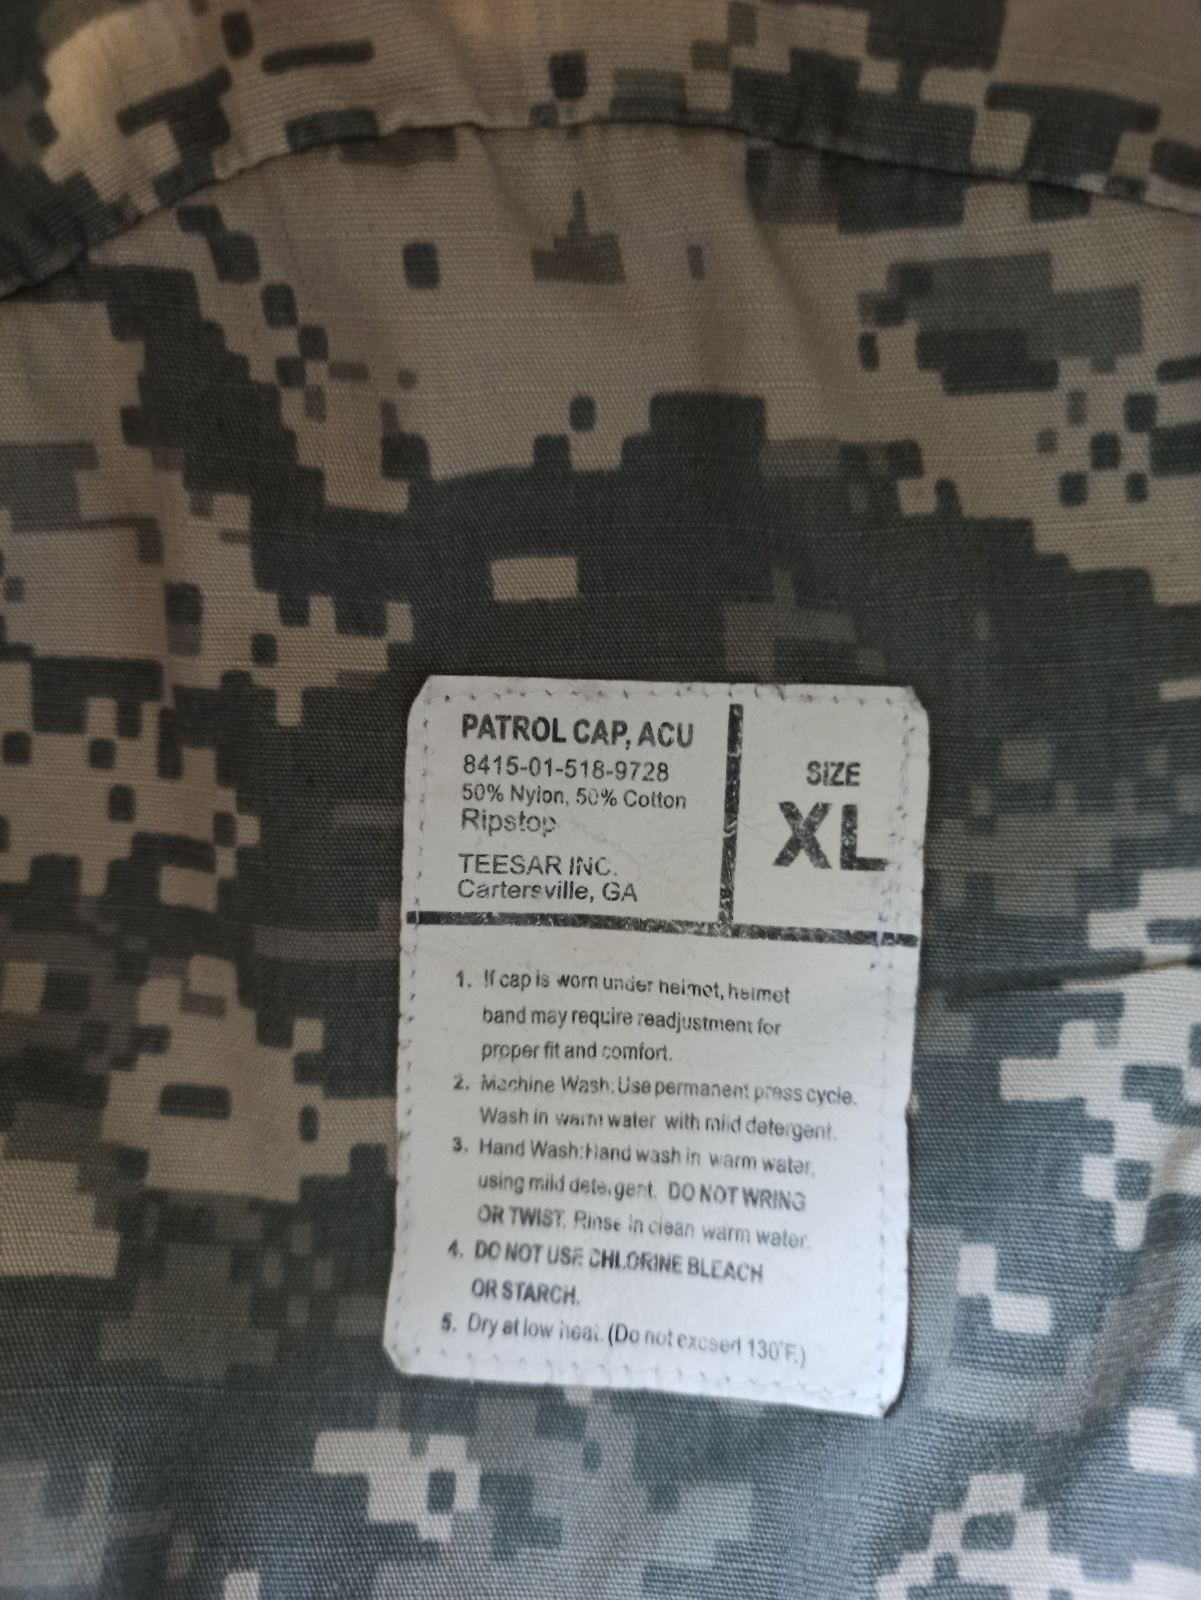 PATROL CAP, ACU
8415-01-518-9728
50% Nylon, 50% Cotton
Ripstop
TEESAR INC.
Cartersville, GA
SIZE
XL
1. If cap is worn under helmet, helmet
band may require readjustment for
proper fit and comfort.
2. Machine Wash: Use permanent press cycle.
Wash in warm water with mild detergent.
3. Hand Wash: Hand wash in warm water,
using mild detergent. DO NOT WRING
OR TWIST. Rinse in clean warm water.
4. DO NOT USE CHLORINE BLEACH
OR STARCH.
5. Dry at low heat. (Do not exceed 130°F.)